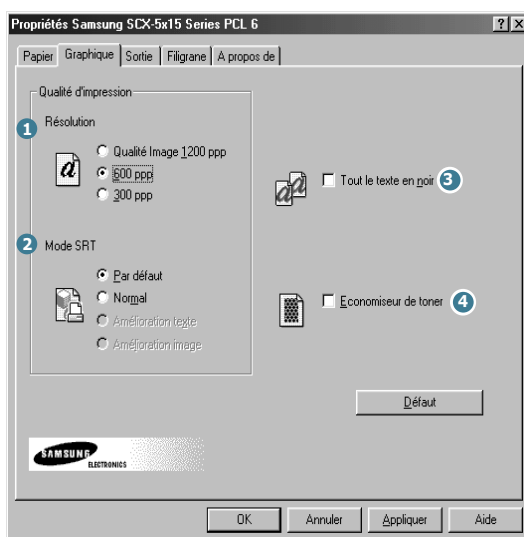 Propriétés Samsung SCX-5x15 Series PCL 6
Papier Graphique Sortie Filigrane A propos de
Qualité d'impression
1 Résolution
Qualité Image 1200 ppp
600 ppp
300 ppp
Tout le texte en noir 3
2 Mode SRT
Par défaut
Normal
Amélioration texte
Amélioration image
Economiseur de toner 4
Défaut
SAMSUNG
ELECTRONICS
OK Annuler Appliquer Aide